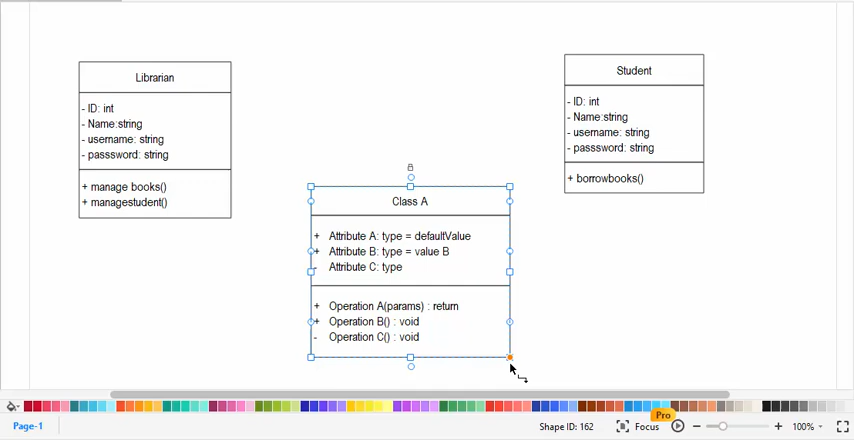 Librarian
- ID: int
- Name:string
- username: string
- passsword: string
+ manage books()
+ managestudent()
Student
- ID: int
- Name:string
- username: string
- passsword: string
+ borrowbooks()
Class A
+ Attribute A: type = defaultValue
+ Attribute B: type = value B
- Attribute C: type
+ Operation A(params) : return
+ Operation B() : void
- Operation C() : void
Pro
Page-1
Shape ID: 162
Focus
100%